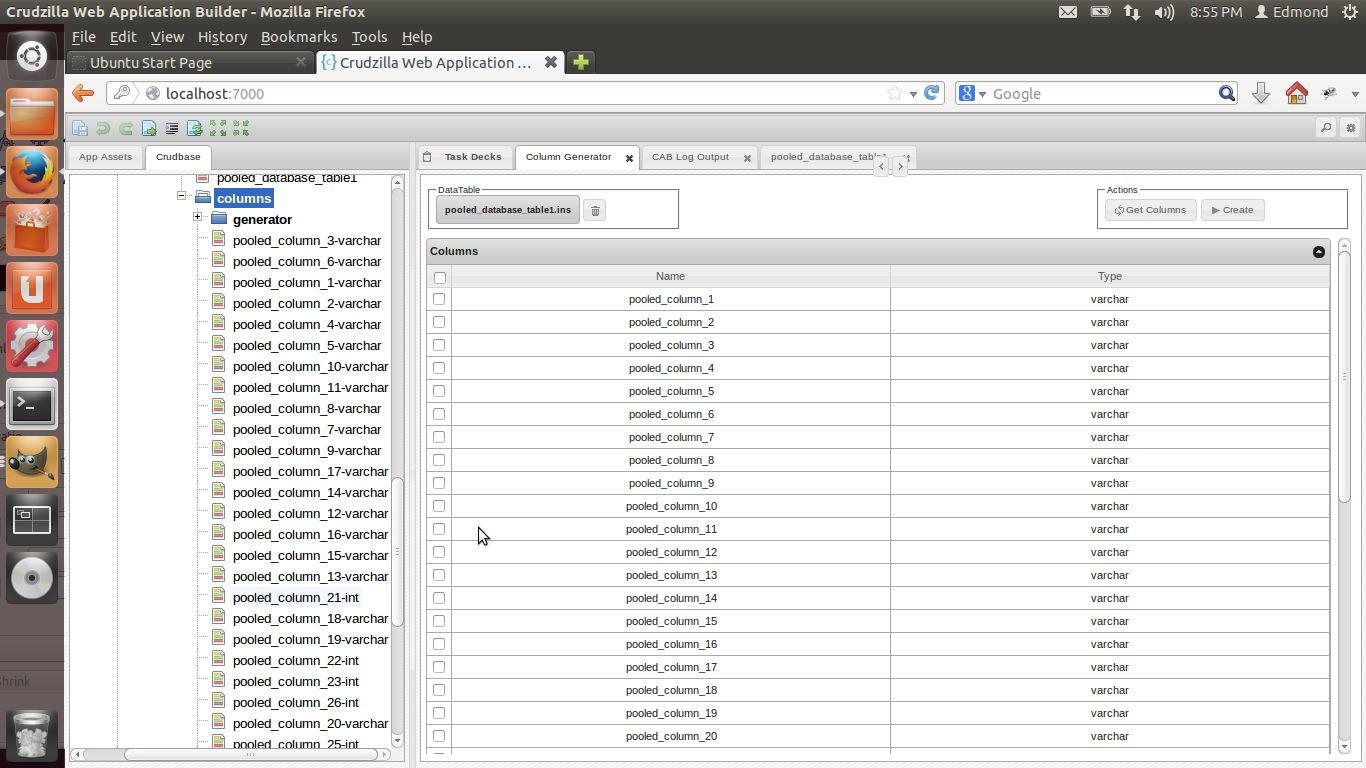 Crudzilla Web Application Builder - Mozilla Firefox
8:55 PM Edmond
File Edit View History Bookmarks Tools Help
Ubuntu Start Page
{c} Crudzilla Web Application ...
localhost:7000
Google
App Assets
Crudbase
Task Decks
Column Generator
CAB Log Output
pooled_database_table1
columns
generator
pooled_column_3-varchar
pooled_column_6-varchar
pooled_column_1-varchar
pooled_column_2-varchar
pooled_column_4-varchar
pooled_column_5-varchar
pooled_column_10-varchar
pooled_column_11-varchar
pooled_column_8-varchar
pooled_column_7-varchar
pooled_column_9-varchar
pooled_column_17-varchar
pooled_column_14-varchar
pooled_column_12-varchar
pooled_column_16-varchar
pooled_column_15-varchar
pooled_column_13-varchar
pooled_column_21-int
pooled_column_18-varchar
pooled_column_19-varchar
pooled_column_22-int
pooled_column_23-int
pooled_column_26-int
pooled_column_20-varchar
pooled_column_25-int
DataTable
pooled_database_table1.ins
Actions
Get Columns
Create
Columns
Name Type
pooled_column_1 varchar
pooled_column_2 varchar
pooled_column_3 varchar
pooled_column_4 varchar
pooled_column_5 varchar
pooled_column_6 varchar
pooled_column_7 varchar
pooled_column_8 varchar
pooled_column_9 varchar
pooled_column_10 varchar
pooled_column_11 varchar
pooled_column_12 varchar
pooled_column_13 varchar
pooled_column_14 varchar
pooled_column_15 varchar
pooled_column_16 varchar
pooled_column_17 varchar
pooled_column_18 varchar
pooled_column_19 varchar
pooled_column_20 varchar